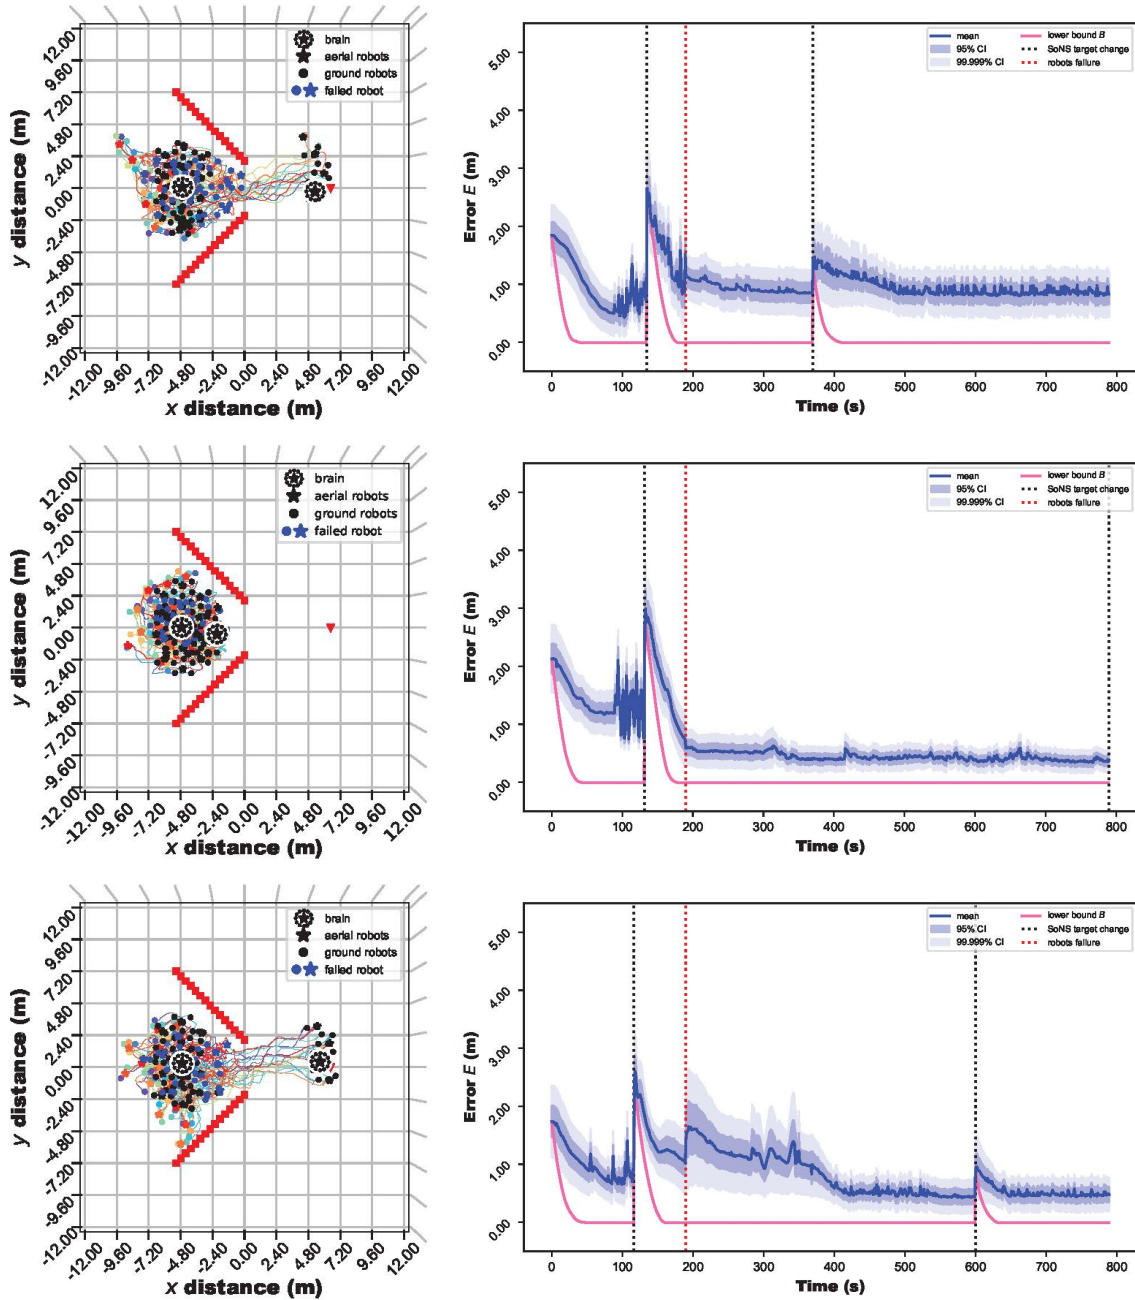 12.00
9.60
7.20
4.80
2.40
0.00
-2.40
-4.80
-7.20
-9.60
-12.00
y distance (m)
brain
aerial robots
ground robots
failed robot
-12.00 -9.60 -7.20 -4.80 -2.40 0.00 2.40 4.80 7.20 9.60 12.00
x distance (m)
5.00
4.00
3.00
2.00
1.00
0.00
Error E (m)
mean
95% CI
99.999% CI
lower bound B
SoNS target change
robots failure
0 100 200 300 400 500 600 700 800
Time (s)
12.00
9.60
7.20
4.80
2.40
0.00
-2.40
-4.80
-7.20
-9.60
-12.00
y distance (m)
brain
aerial robots
ground robots
failed robot
-12.00 -9.60 -7.20 -4.80 -2.40 0.00 2.40 4.80 7.20 9.60 12.00
x distance (m)
5.00
4.00
3.00
2.00
1.00
0.00
Error E (m)
mean
95% CI
99.999% CI
lower bound B
SoNS target change
robots failure
0 100 200 300 400 500 600 700 800
Time (s)
12.00
9.60
7.20
4.80
2.40
0.00
-2.40
-4.80
-7.20
-9.60
-12.00
y distance (m)
brain
aerial robots
ground robots
failed robot
-12.00 -9.60 -7.20 -4.80 -2.40 0.00 2.40 4.80 7.20 9.60 12.00
x distance (m)
5.00
4.00
3.00
2.00
1.00
0.00
Error E (m)
mean
95% CI
99.999% CI
lower bound B
SoNS target change
robots failure
0 100 200 300 400 500 600 700 800
Time (s)